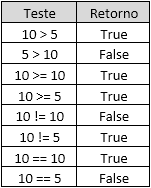 Teste Retorno
10 > 5 True
5 > 10 False
10 >= 10 True
10 >= 5 True
10 != 10 False
10 != 5 True
10 == 10 True
10 == 5 False